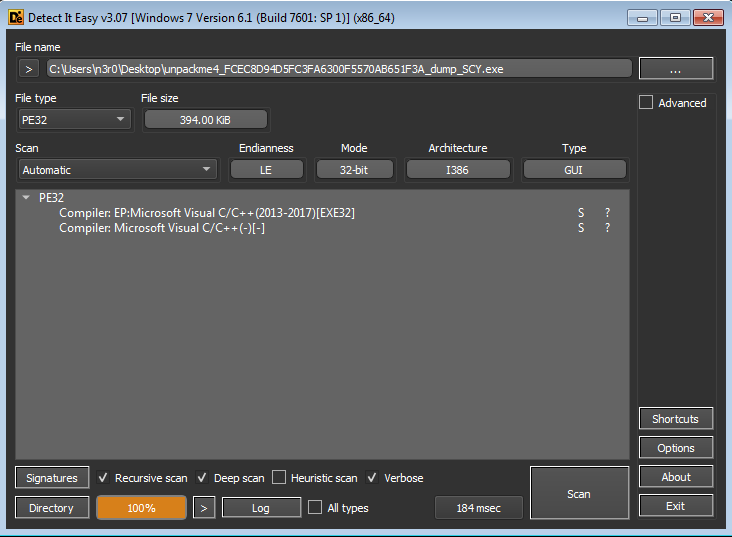 Detect It Easy v3.07 [Windows 7 Version 6.1 (Build 7601: SP 1)] (x86_64)
File name
> C:\Users\n3r0\Desktop\unpackme4_FCEC8D94D5FC3FA6300F5570AB651F3A_dump_SCY.exe ...
File type File size Advanced
PE32 394.00 KiB
Scan Endianness Mode Architecture Type
Automatic LE 32-bit I386 GUI
PE32
Compiler: EP:Microsoft Visual C/C++(2013-2017)[EXE32] S ?
Compiler: Microsoft Visual C/C++(-)[-] S ?
Shortcuts
Options
Signatures Recursive scan Deep scan Heuristic scan Verbose Scan About
Directory 100% > Log All types 184 msec Exit